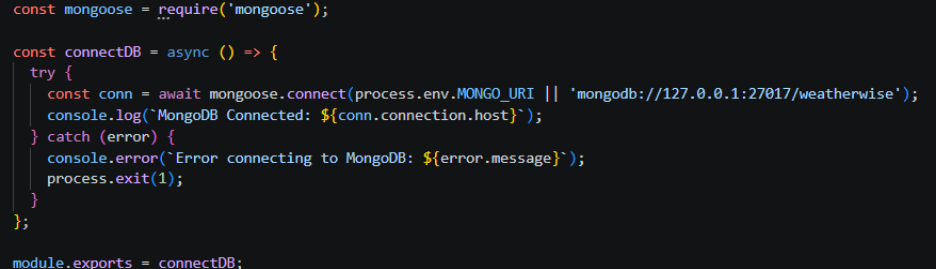 const mongoose = require('mongoose');
const connectDB = async () => {
try {
const conn = await mongoose.connect(process.env.MONGO_URI || 'mongodb://127.0.0.1:27017/weatherwise');
console.log(`MongoDB Connected: ${conn.connection.host}`);
} catch (error) {
console.error(`Error connecting to MongoDB: ${error.message}`);
process.exit(1);
}
};
module.exports = connectDB;